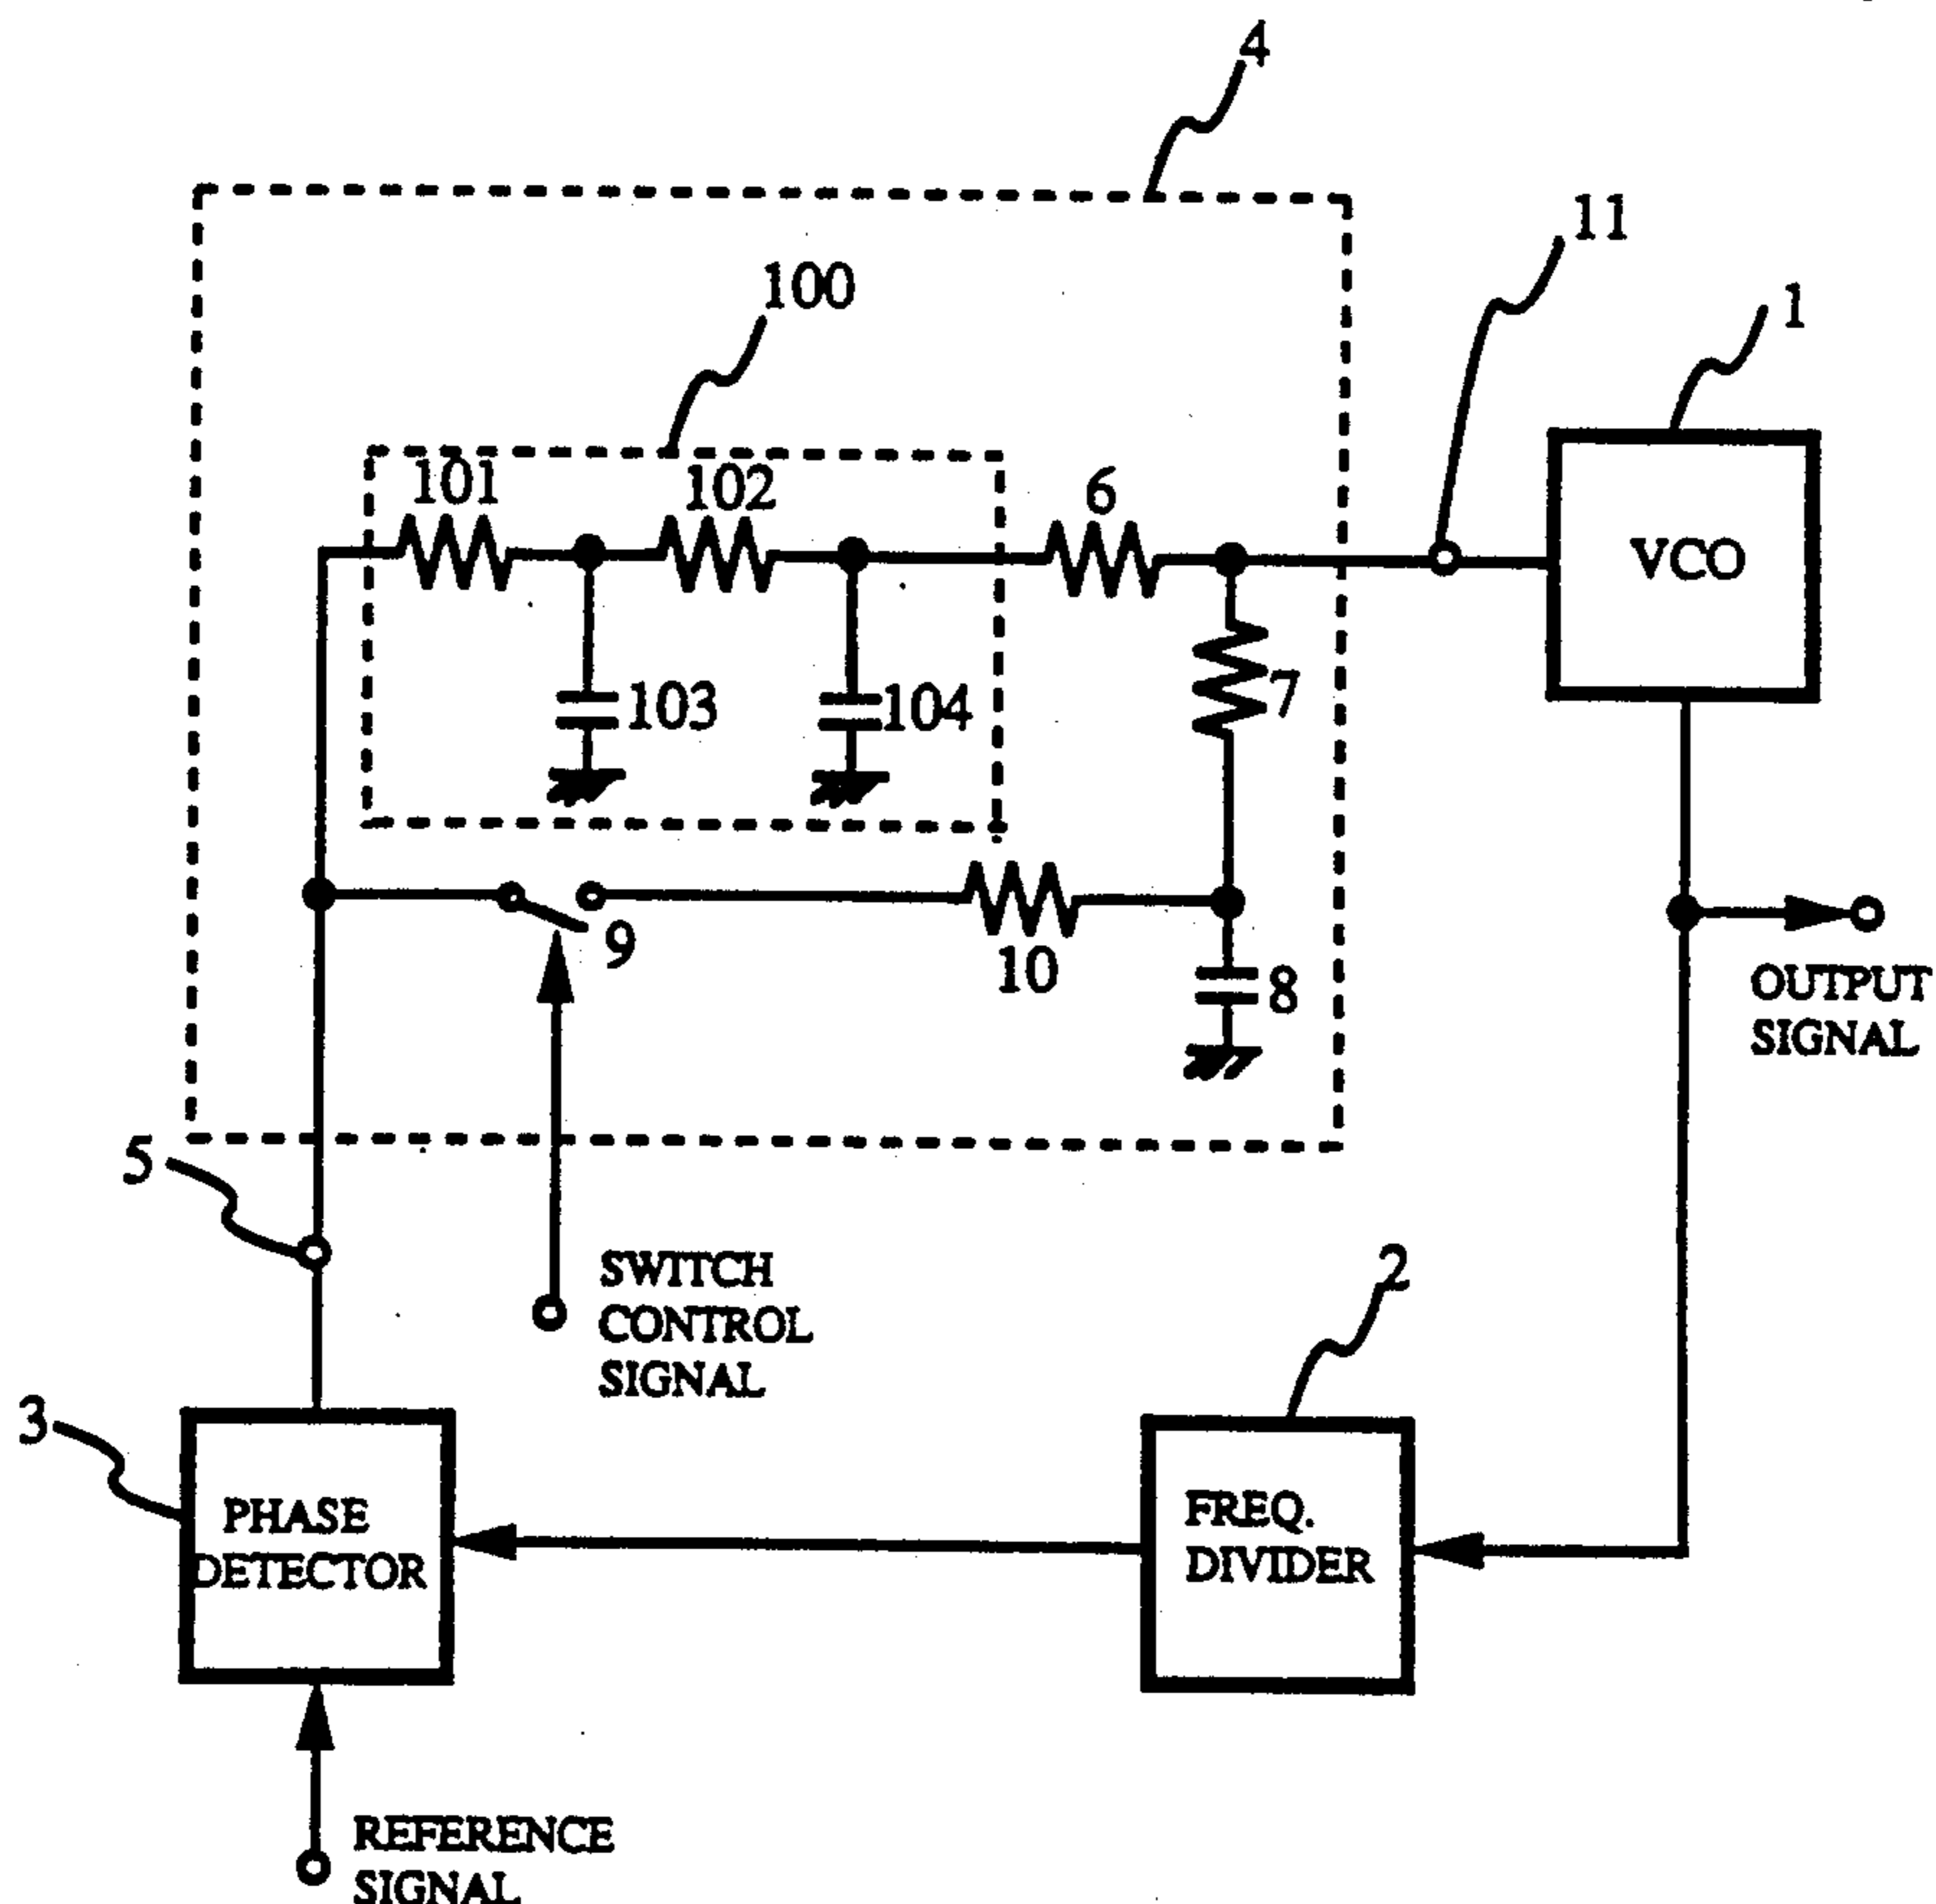 4
11
100
1
101
102
6
VCO
103
104
7
9
10
8
OUTPUT
SIGNAL
5
SWITCH
CONTROL
SIGNAL
2
3
PHASE
DETECTOR
FREQ.
DIVIDER
REFERENCE
SIGNAL